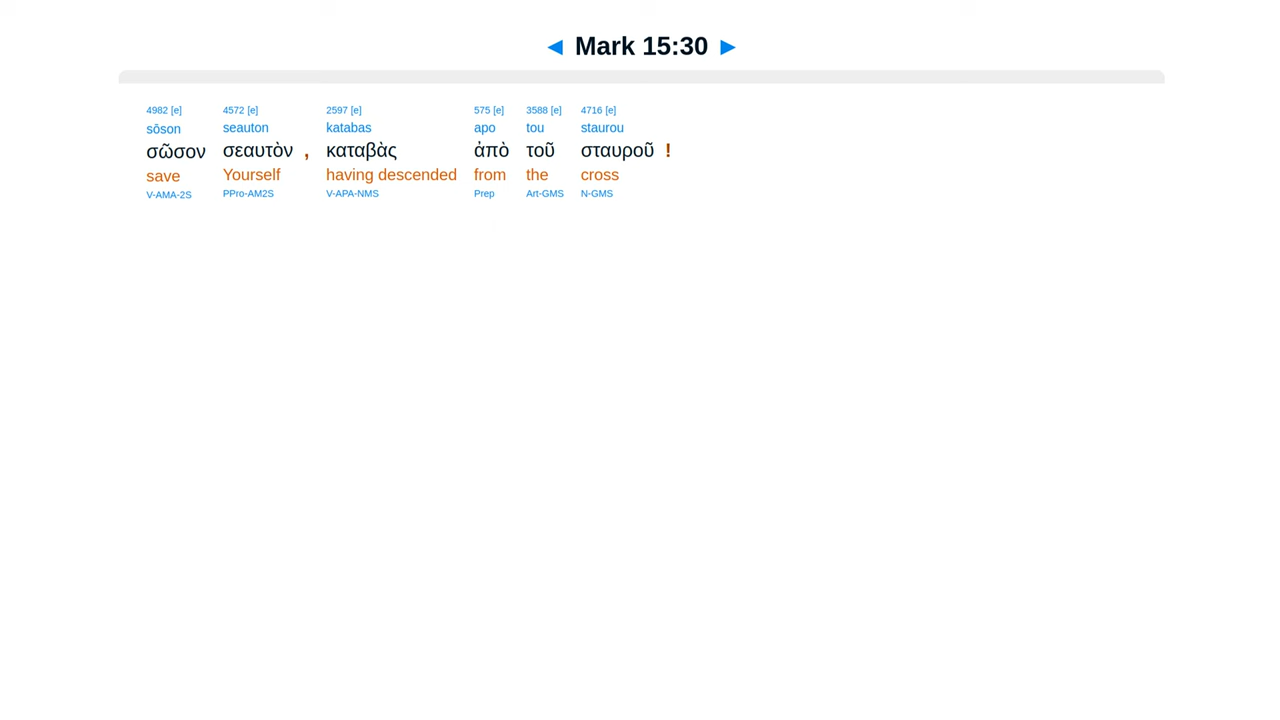 ◄ Mark 15:30 ►
4982 [e] 4572 [e] 2597 [e] 575 [e] 3588 [e] 4716 [e]
sōson seauton katabas apo tou staurou
σῶσον σεαυτὸν , καταβὰς ἀπὸ τοῦ σταυροῦ !
save Yourself having descended from the cross
V-AMA-2S PPro-AM2S V-APA-NMS Prep Art-GMS N-GMS